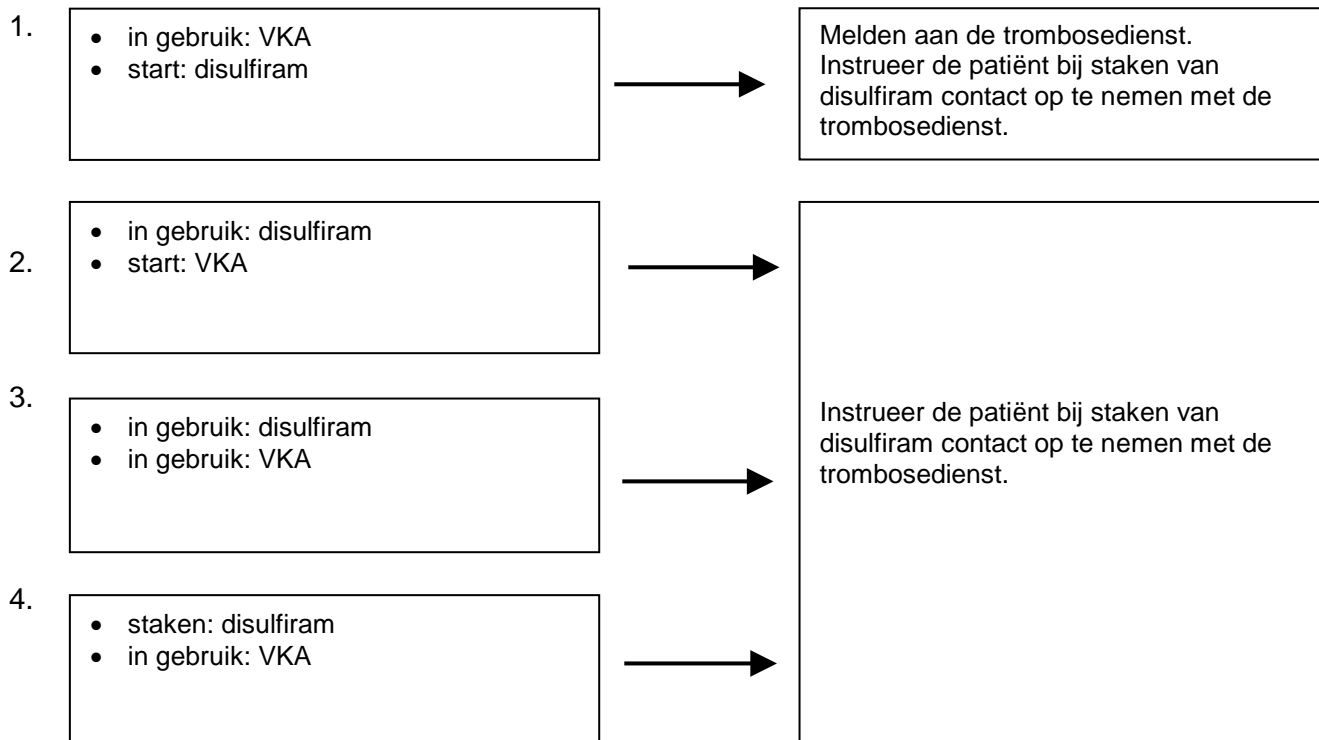 1.
• in gebruik: VKA
• start: disulfiram
Melden aan de trombosedienst.
Instrueer de patiënt bij staken van
disulfiram contact op te nemen met de
trombosedienst.
2.
• in gebruik: disulfiram
• start: VKA
3.
• in gebruik: disulfiram
• in gebruik: VKA
Instrueer de patiënt bij staken van
disulfiram contact op te nemen met de
trombosedienst.
4.
• staken: disulfiram
• in gebruik: VKA